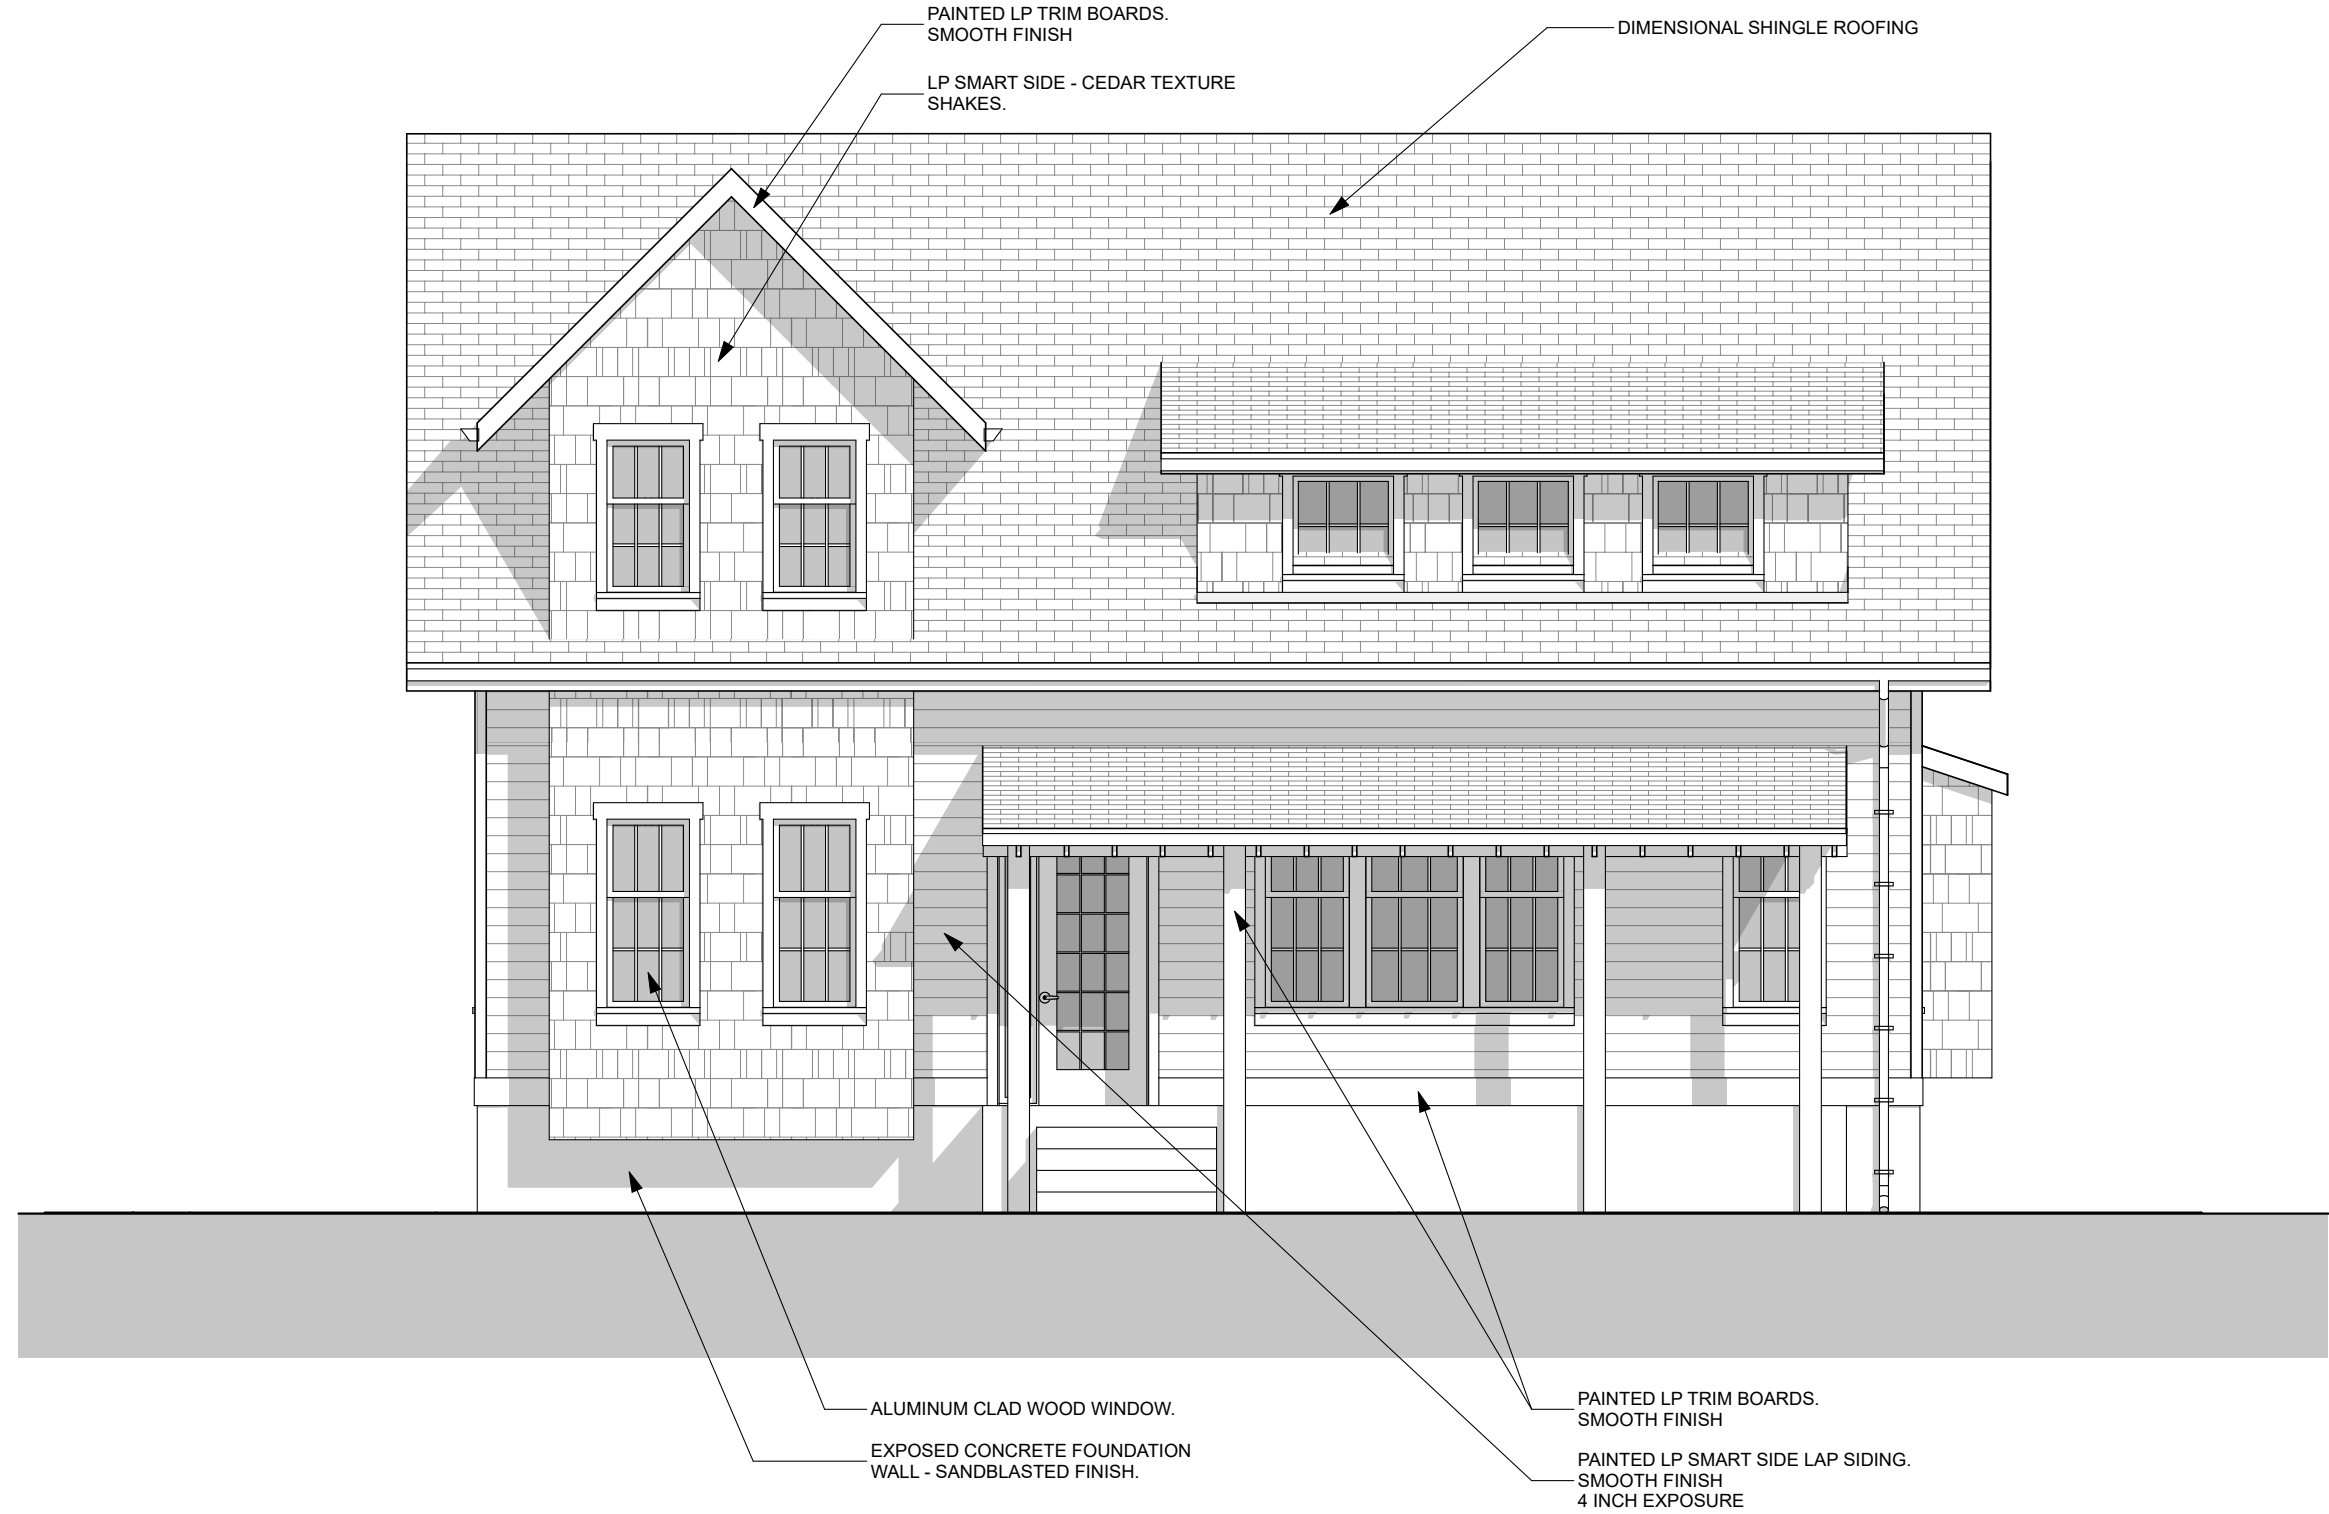 PAINTED LP TRIM BOARDS.
SMOOTH FINISH
DIMENSIONAL SHINGLE ROOFING
LP SMART SIDE - CEDAR TEXTURE
SHAKES.
ALUMINUM CLAD WOOD WINDOW.
EXPOSED CONCRETE FOUNDATION
WALL - SANDBLASTED FINISH.
PAINTED LP TRIM BOARDS.
SMOOTH FINISH
PAINTED LP SMART SIDE LAP SIDING.
SMOOTH FINISH
4 INCH EXPOSURE